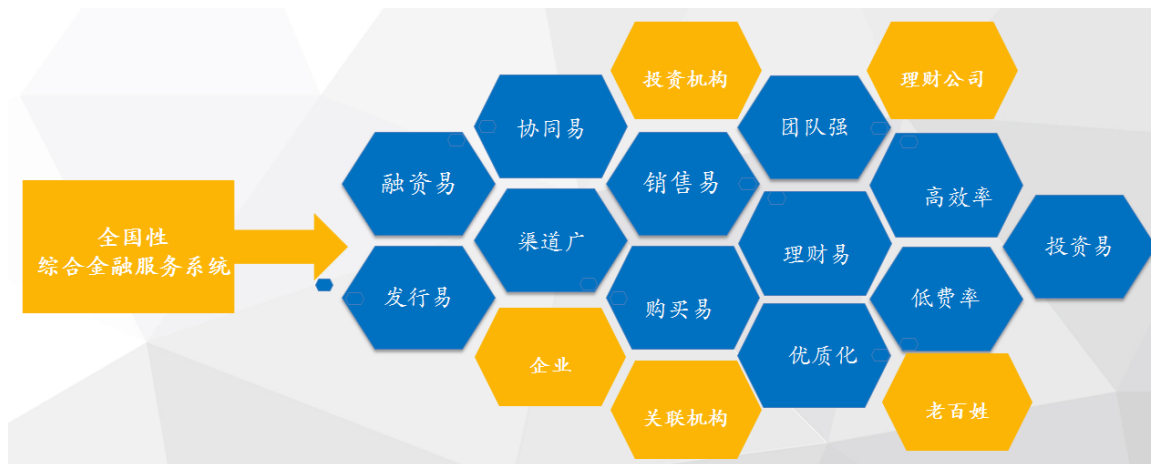 全国性
综合金融服务系统
融资易
发行易
协同易
渠道广
企业
投资机构
销售易
购买易
关联机构
团队强
理财易
优质化
理财公司
高效率
低费率
老百姓
投资易